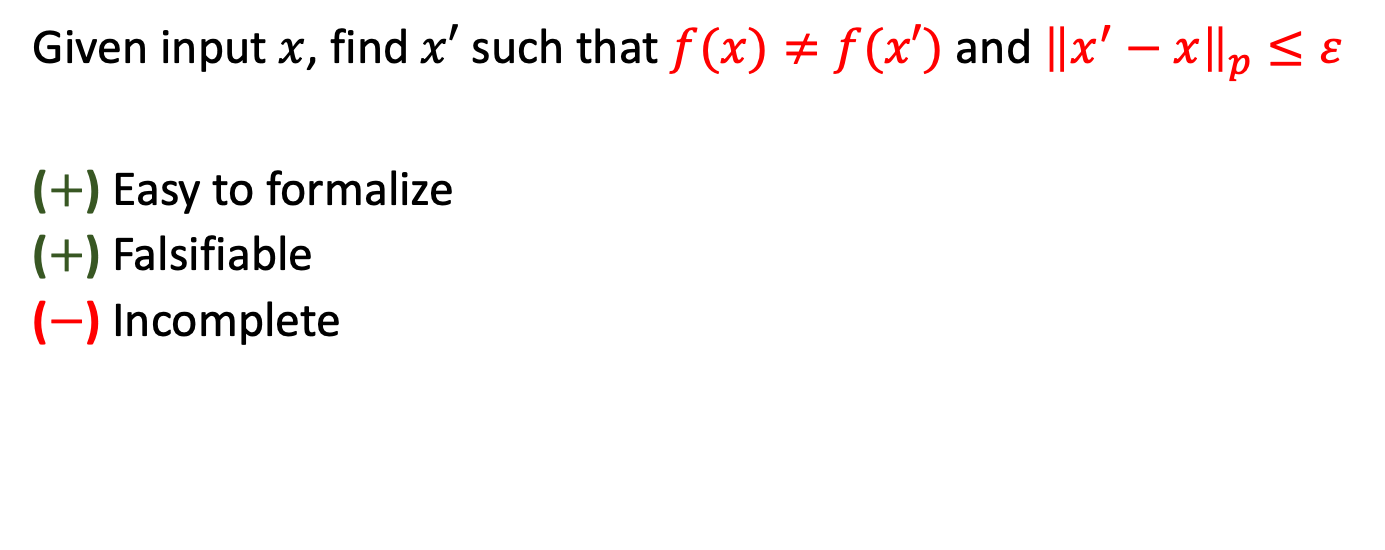 Given input x, find x′ such that f(x) ≠ f(x′) and ||x′ − x||ₚ ≤ ε
(+) Easy to formalize
(+) Falsifiable
(−) Incomplete